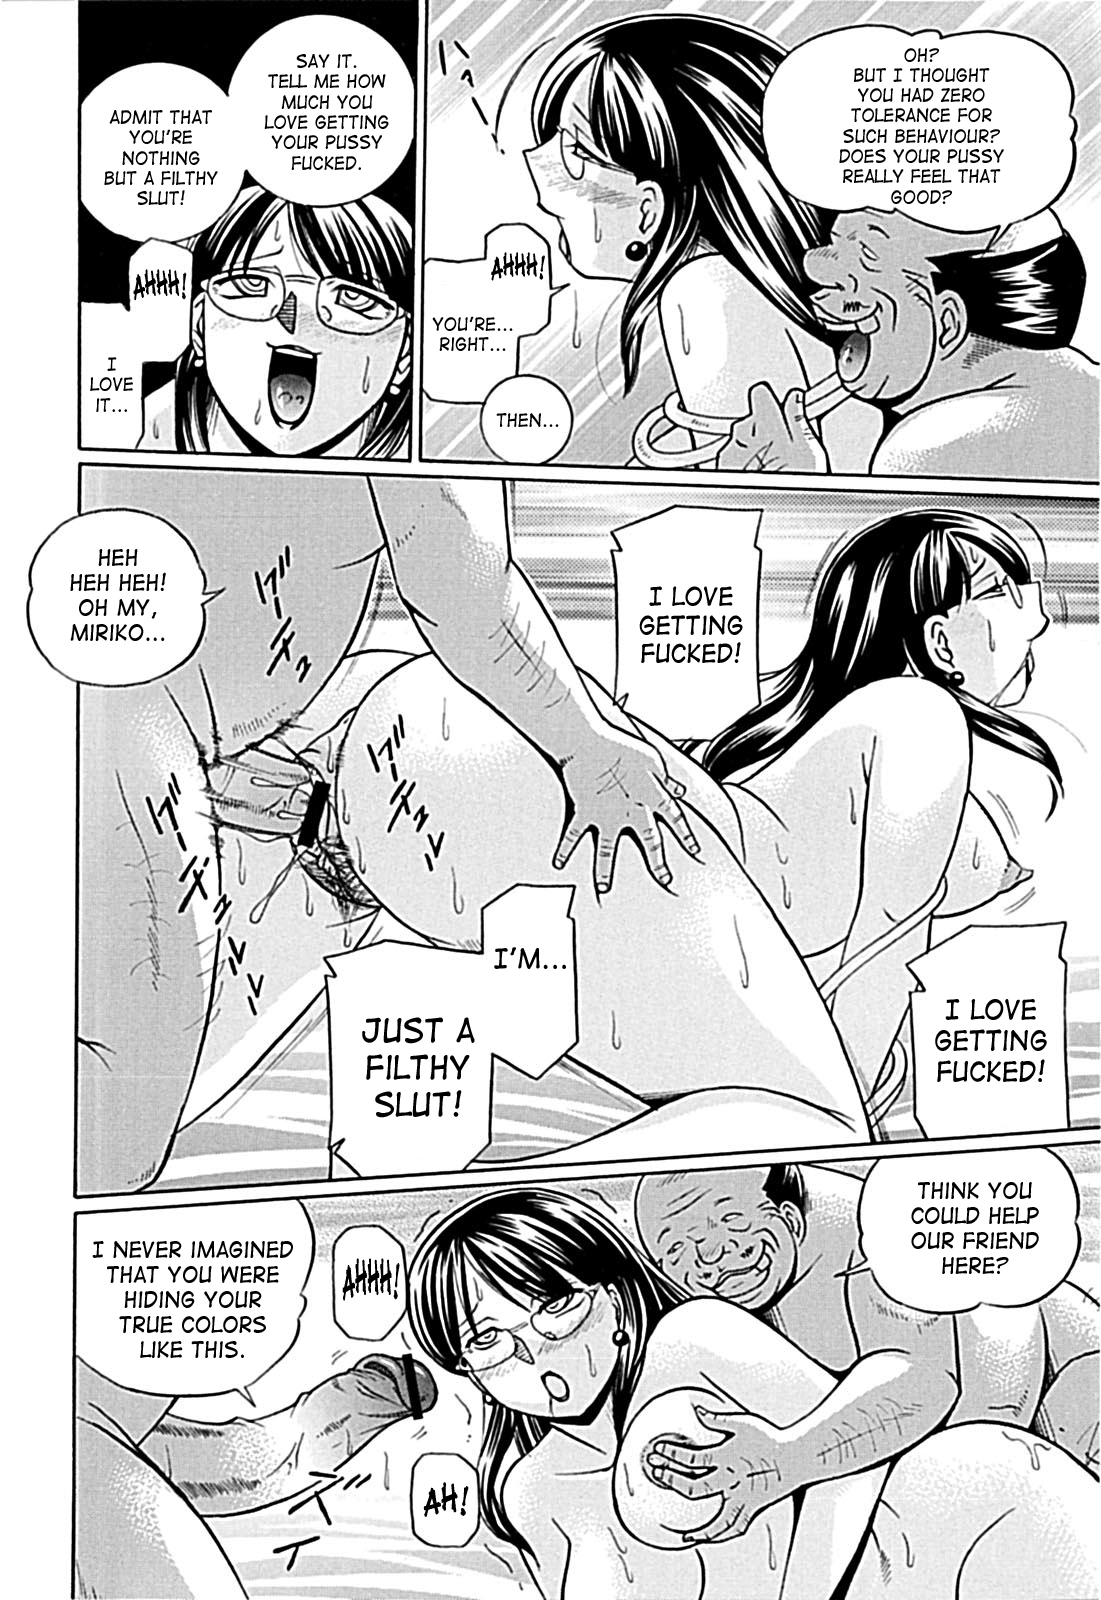 OH?
BUT I THOUGHT
YOU HAD ZERO
TOLERANCE FOR
SUCH BEHAVIOUR?
DOES YOUR PUSSY
REALLY FEEL THAT
GOOD?
AHHH!
YOU'RE...
RIGHT...
THEN...
SAY IT.
TELL ME HOW
MUCH YOU
LOVE GETTING
YOUR PUSSY
FUCKED.
ADMIT THAT
YOU'RE
NOTHING
BUT A FILTHY
SLUT!
AHHH!
I
LOVE
IT...
I LOVE
GETTING
FUCKED!
I LOVE
GETTING
FUCKED!
I'M...
JUST A
FILTHY
SLUT!
HEH
HEH HEH!
OH MY,
MIRIKO...
THINK YOU
COULD HELP
OUR FRIEND
HERE?
AHHH!
AH!
I NEVER IMAGINED
THAT YOU WERE
HIDING YOUR
TRUE COLORS
LIKE THIS.